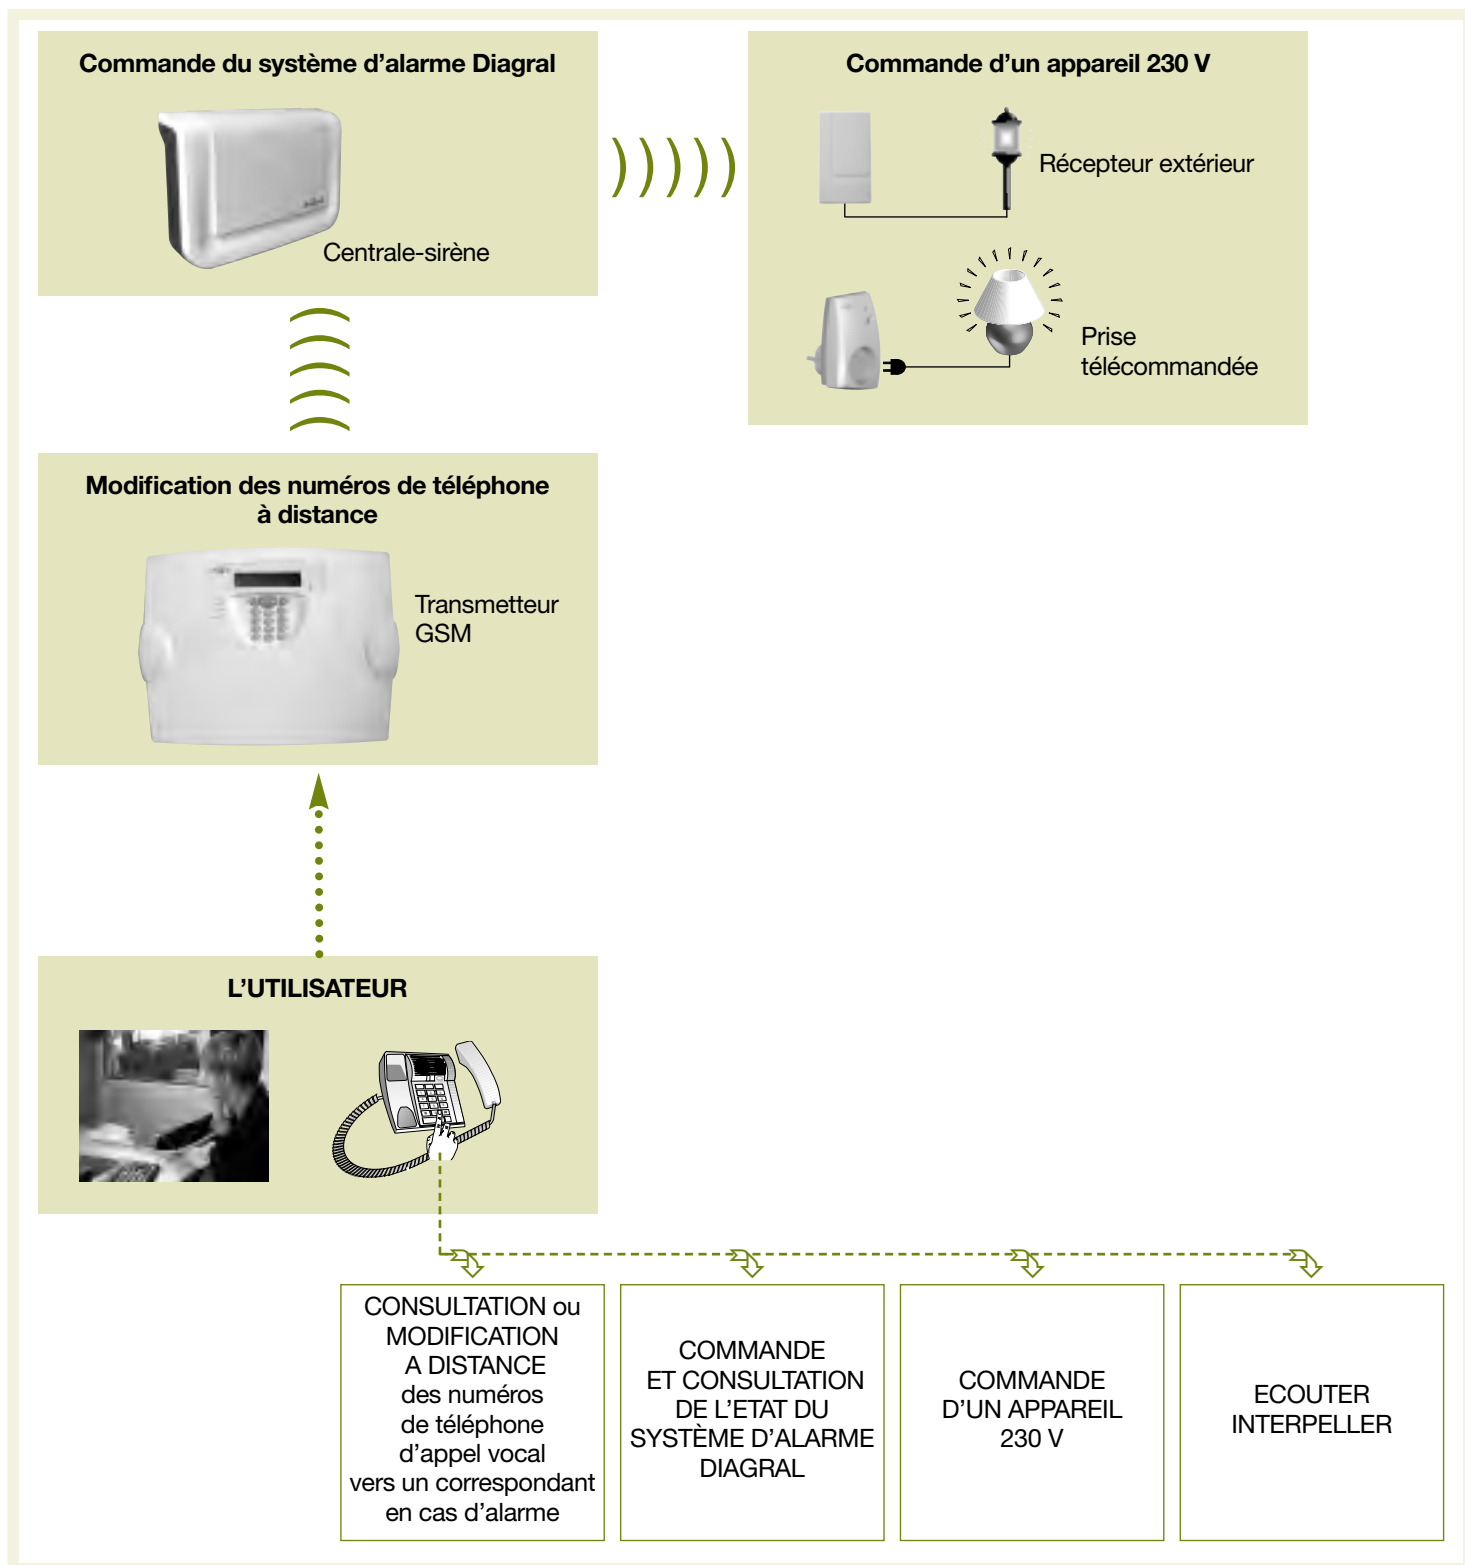 Commande du système d'alarme Diagral
Centrale-sirène
Commande d'un appareil 230 V
Récepteur extérieur
Prise
télécommandée
Modification des numéros de téléphone
à distance
Transmetteur
GSM
L'UTILISATEUR
CONSULTATION ou
MODIFICATION
A DISTANCE
des numéros
de téléphone
d'appel vocal
vers un correspondant
en cas d'alarme
COMMANDE
ET CONSULTATION
DE L'ETAT DU
SYSTÈME D'ALARME
DIAGRAL
COMMANDE
D'UN APPAREIL
230 V
ECOUTER
INTERPELLER